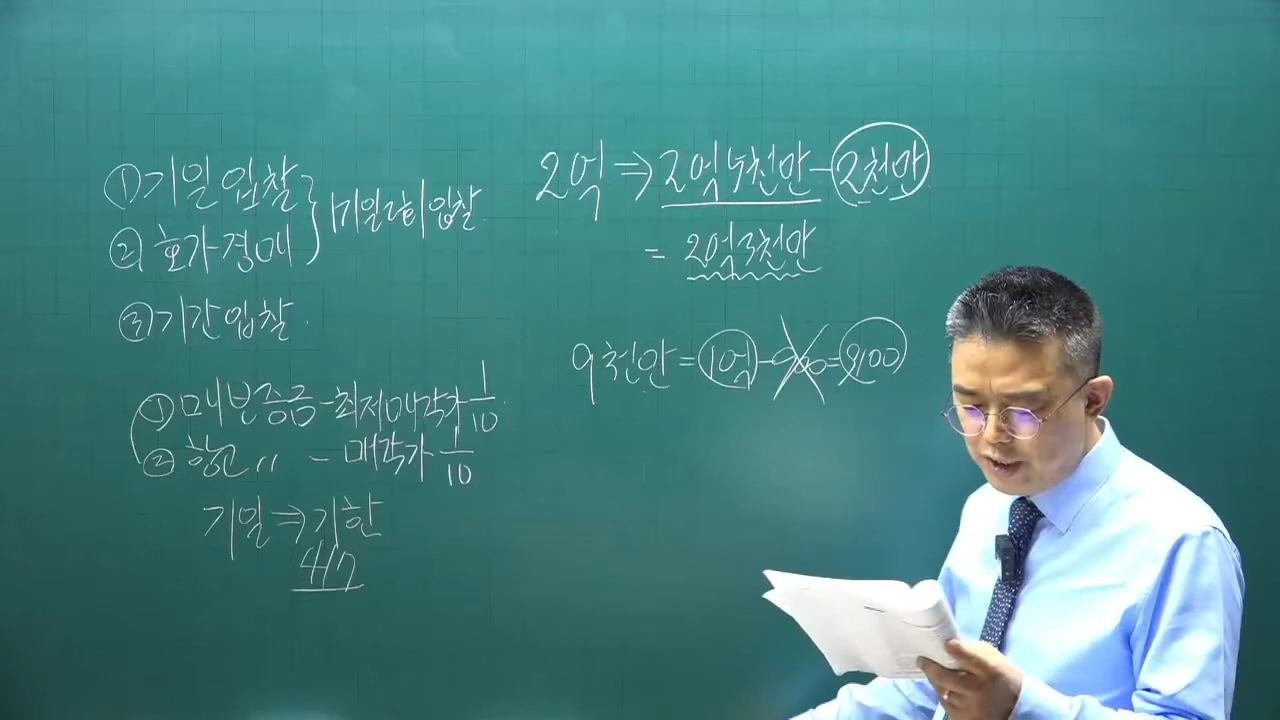 ① 기일입찰
② 호가경매
기일입찰
③ 기간입찰.
① 매보증금 - 최저매각가 1/10
② 항고 〃 - 매각가 1/10
기일 ⇒ 기한
2억 ⇒ 2억5천만 - 2천만
= 2억3천만
9천만 = 1억 - 900 = 9100